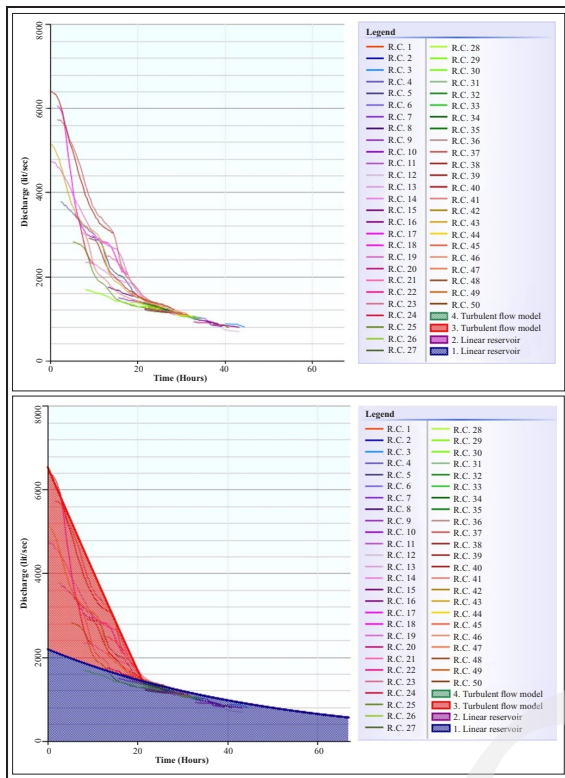 8000
6000
4000
2000
0
Discharge (lit/sec)
0 20 40 60
Time (Hours)
Legend
R.C. 1
R.C. 2
R.C. 3
R.C. 4
R.C. 5
R.C. 6
R.C. 7
R.C. 8
R.C. 9
R.C. 10
R.C. 11
R.C. 12
R.C. 13
R.C. 14
R.C. 15
R.C. 16
R.C. 17
R.C. 18
R.C. 19
R.C. 20
R.C. 21
R.C. 22
R.C. 23
R.C. 24
R.C. 25
R.C. 26
R.C. 27
R.C. 28
R.C. 29
R.C. 30
R.C. 31
R.C. 32
R.C. 33
R.C. 34
R.C. 35
R.C. 36
R.C. 37
R.C. 38
R.C. 39
R.C. 40
R.C. 41
R.C. 42
R.C. 43
R.C. 44
R.C. 45
R.C. 46
R.C. 47
R.C. 48
R.C. 49
R.C. 50
4. Turbulent flow model
3. Turbulent flow model
2. Linear reservoir
1. Linear reservoir
8000
6000
4000
2000
0
Discharge (lit/sec)
0 20 40 60
Time (Hours)
Legend
R.C. 1
R.C. 2
R.C. 3
R.C. 4
R.C. 5
R.C. 6
R.C. 7
R.C. 8
R.C. 9
R.C. 10
R.C. 11
R.C. 12
R.C. 13
R.C. 14
R.C. 15
R.C. 16
R.C. 17
R.C. 18
R.C. 19
R.C. 20
R.C. 21
R.C. 22
R.C. 23
R.C. 24
R.C. 25
R.C. 26
R.C. 27
R.C. 28
R.C. 29
R.C. 30
R.C. 31
R.C. 32
R.C. 33
R.C. 34
R.C. 35
R.C. 36
R.C. 37
R.C. 38
R.C. 39
R.C. 40
R.C. 41
R.C. 42
R.C. 43
R.C. 44
R.C. 45
R.C. 46
R.C. 47
R.C. 48
R.C. 49
R.C. 50
4. Turbulent flow model
3. Turbulent flow model
2. Linear reservoir
1. Linear reservoir